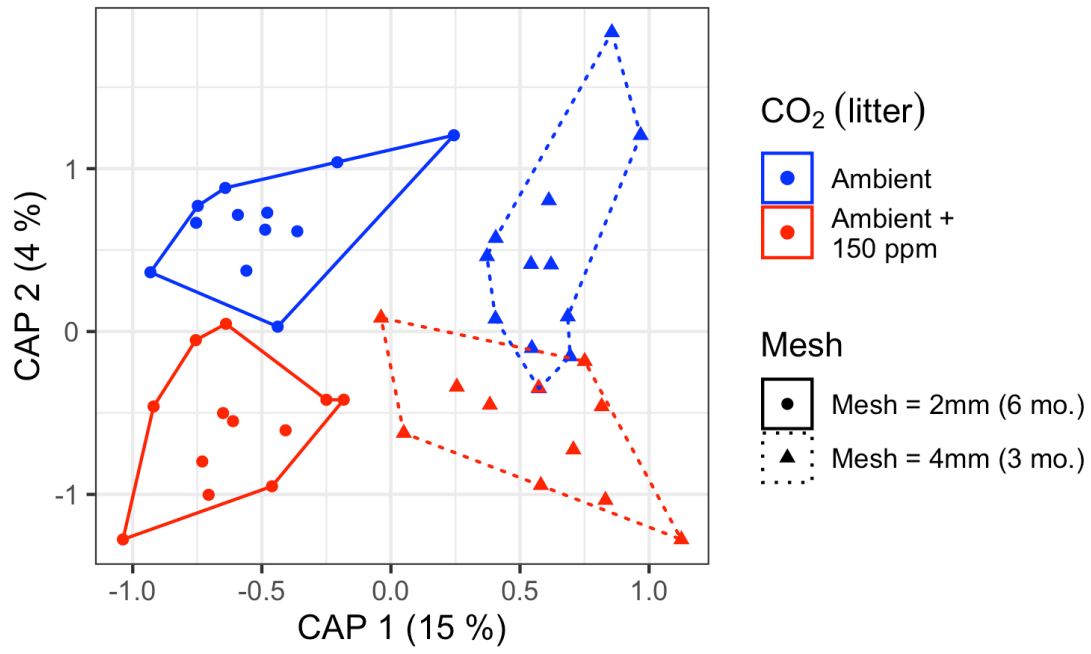 CAP 2 (4 %)
1
0
-1
-1.0 -0.5 0.0 0.5 1.0
CAP 1 (15 %)
CO₂ (litter)
Ambient
Ambient +
150 ppm
Mesh
Mesh = 2mm (6 mo.)
Mesh = 4mm (3 mo.)